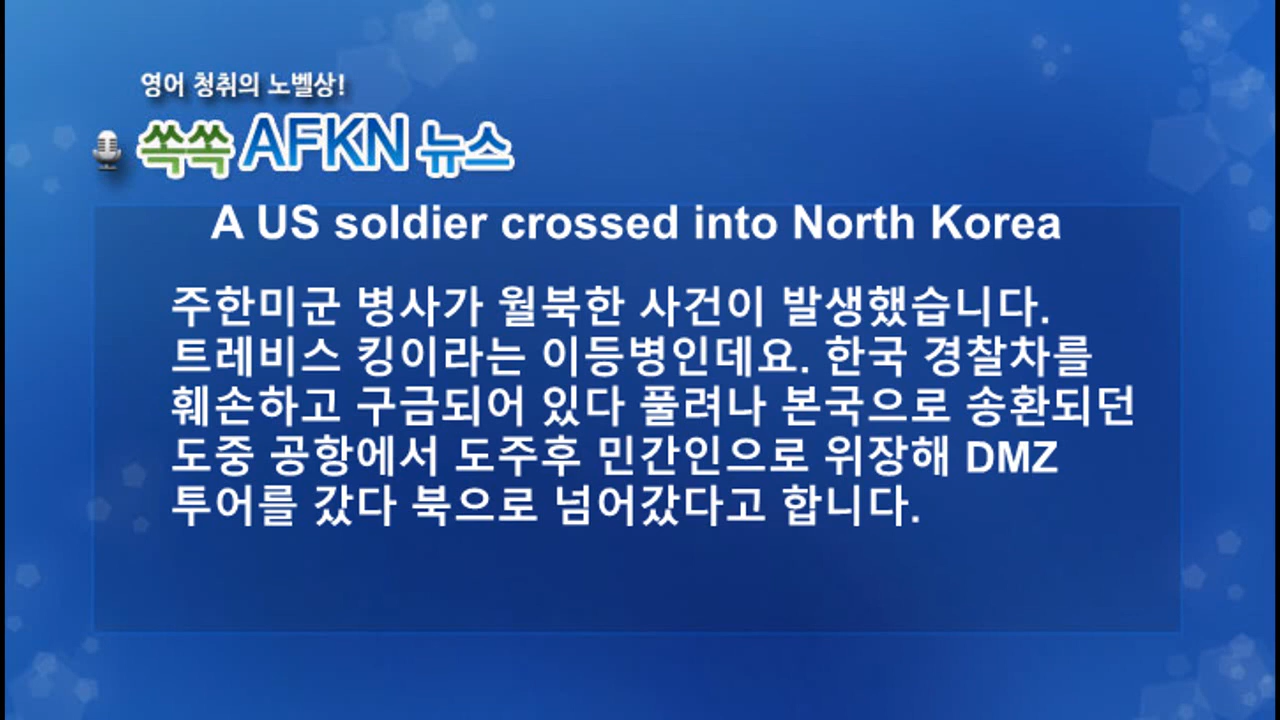 영어 청취의 노벨상!
쏙쏙 AFKN 뉴스
A US soldier crossed into North Korea
주한미군 병사가 월북한 사건이 발생했습니다.
트레비스 킹이라는 이등병인데요. 한국 경찰차를
훼손하고 구금되어 있다 풀려나 본국으로 송환되던
도중 공항에서 도주후 민간인으로 위장해 DMZ
투어를 갔다 북으로 넘어갔다고 합니다.